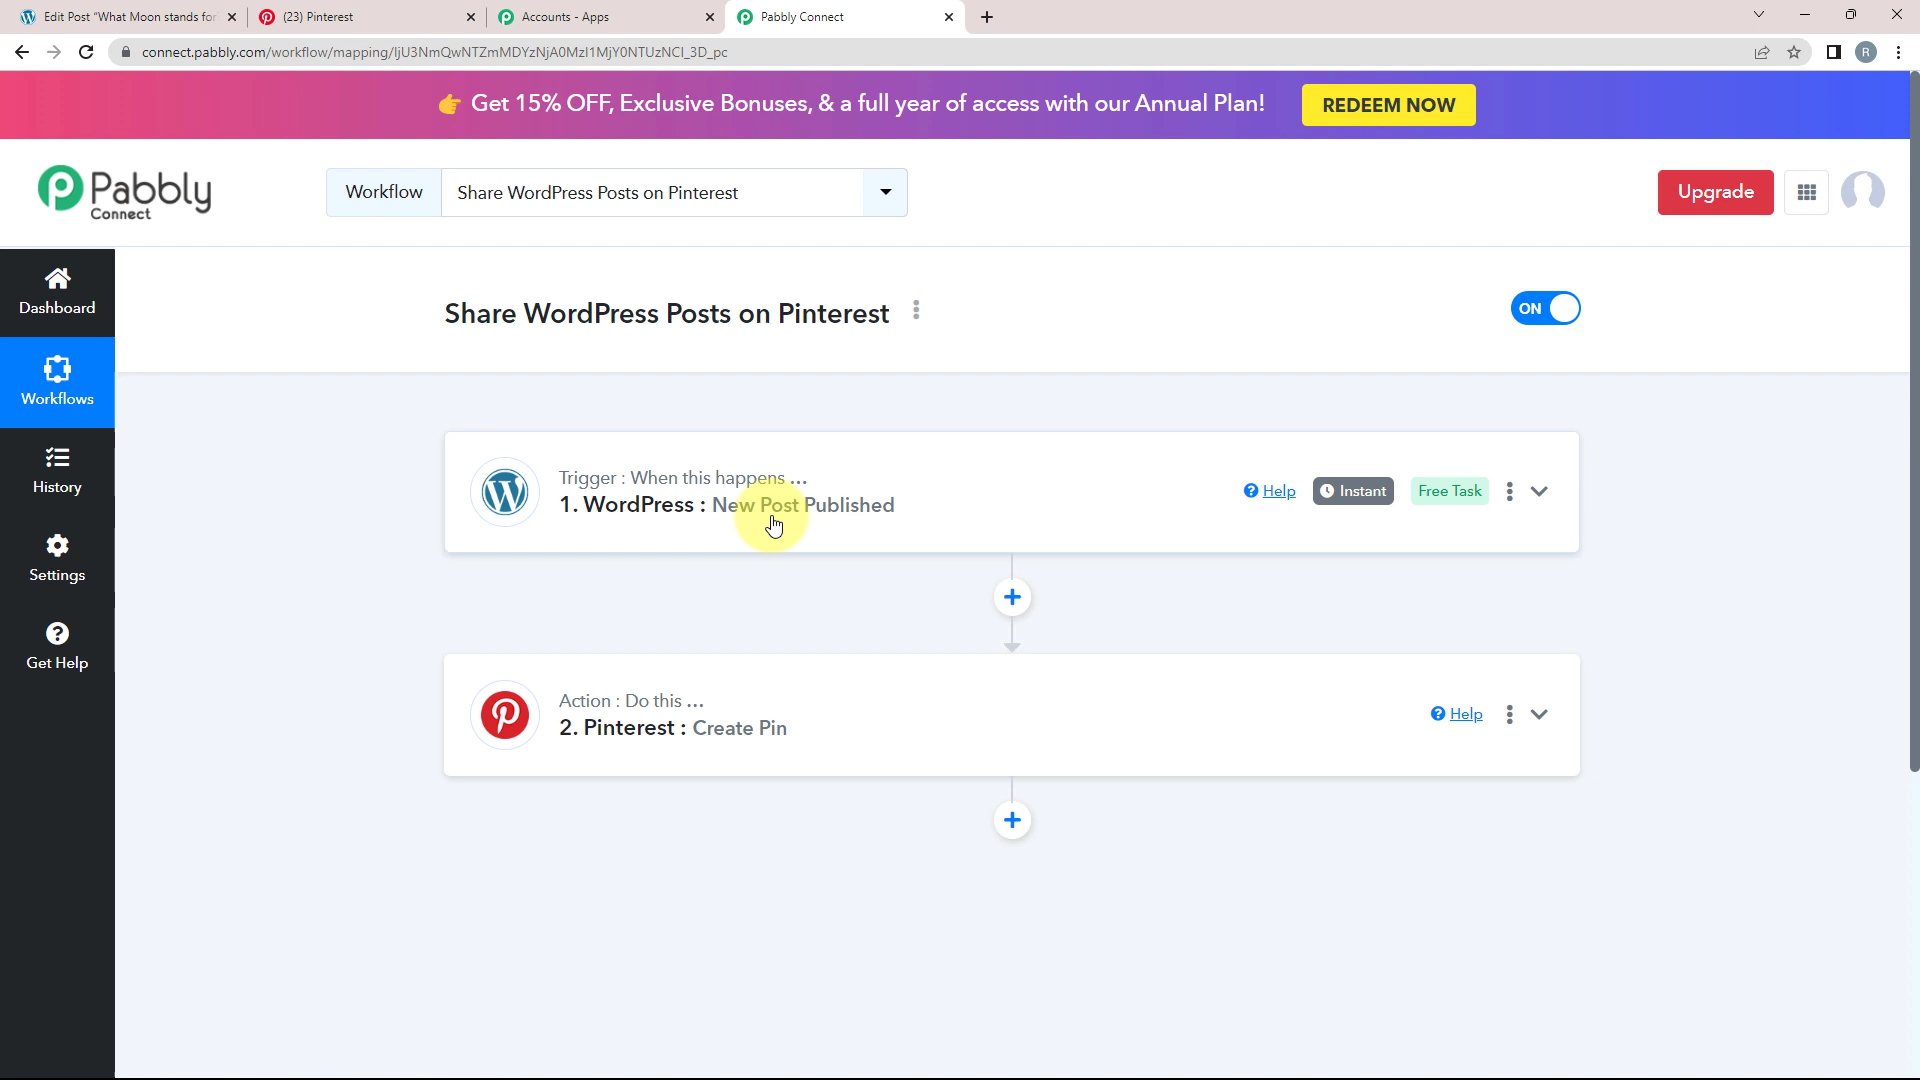 Edit Post "What Moon stands for
(23) Pinterest
Accounts - Apps
Pabbly Connect
connect.pabbly.com/workflow/mapping/
R
👉 Get 15% OFF, Exclusive Bonuses, & a full year of access with our Annual Plan!
REDEEM NOW
Pabbly
Connect
Workflow
Share WordPress Posts on Pinterest
Upgrade
Dashboard
Workflows
History
Settings
Get Help
Share WordPress Posts on Pinterest
ON
Trigger : When this happens ...
1. WordPress : New Post Published
Help
Instant
Free Task
Action : Do this ...
2. Pinterest : Create Pin
Help